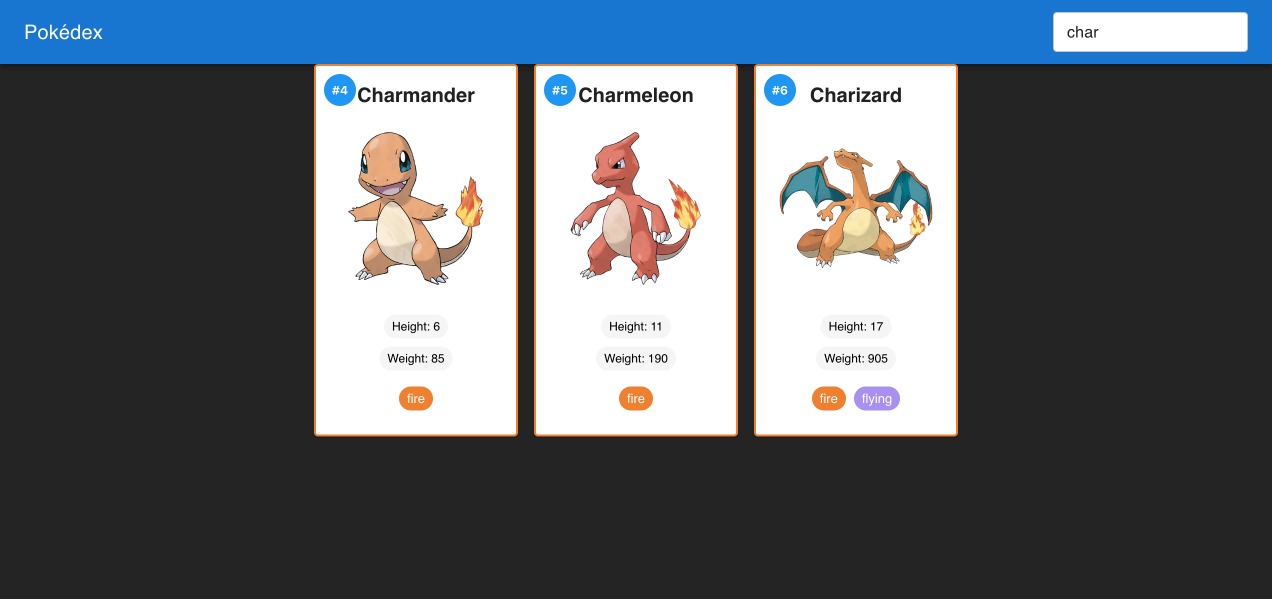 Pokédex
char
#4 Charmander
Height: 6
Weight: 85
fire
#5 Charmeleon
Height: 11
Weight: 190
fire
#6 Charizard
Height: 17
Weight: 905
fire flying